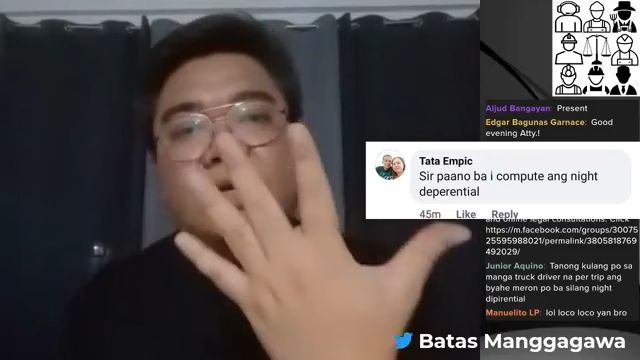 Aljud Bangayan: Present
Edgar Bagunas Garnace: Good
evening Atty.!
Tata Empic
Sir paano ba i compute ang night
deperential
45m Like Reply
and online legal consultations. Click
https://m.facebook.com/groups/30075
25595988021/permalink/3805818769
492029/
Junior Aquino: Tanong kulang po sa
manga truck driver na per trip ang
byahe meron po ba silang night
dipirential
Manuelito LP: lol loco loco yan bro
Batas Manggagawa